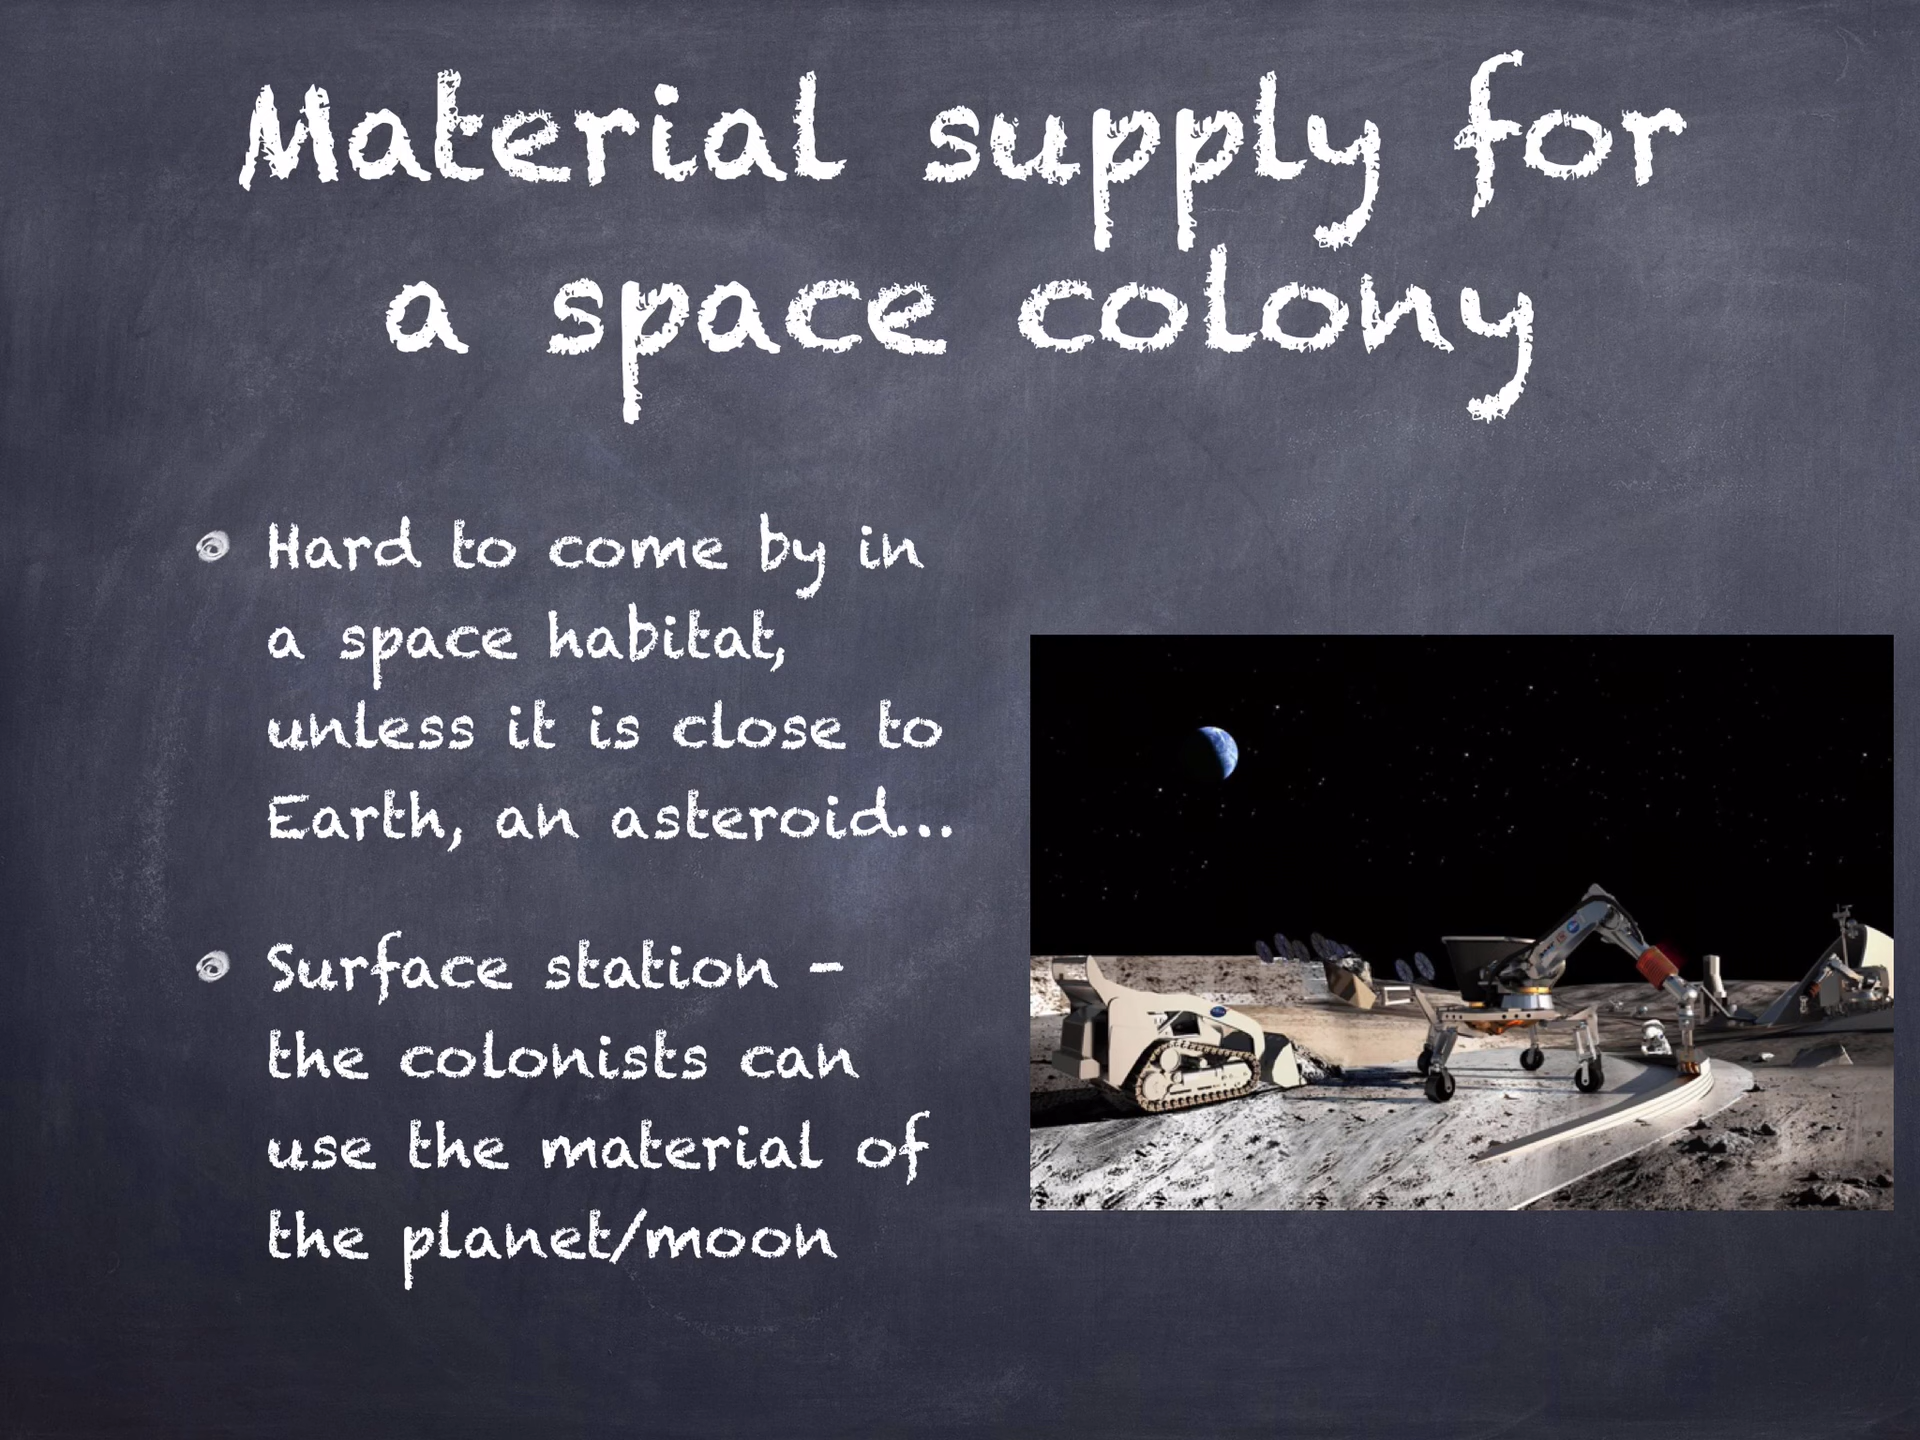 Material supply for
a space colony
Hard to come by in
a space habitat,
unless it is close to
Earth, an asteroid...
Surface station -
the colonists can
use the material of
the planet/moon